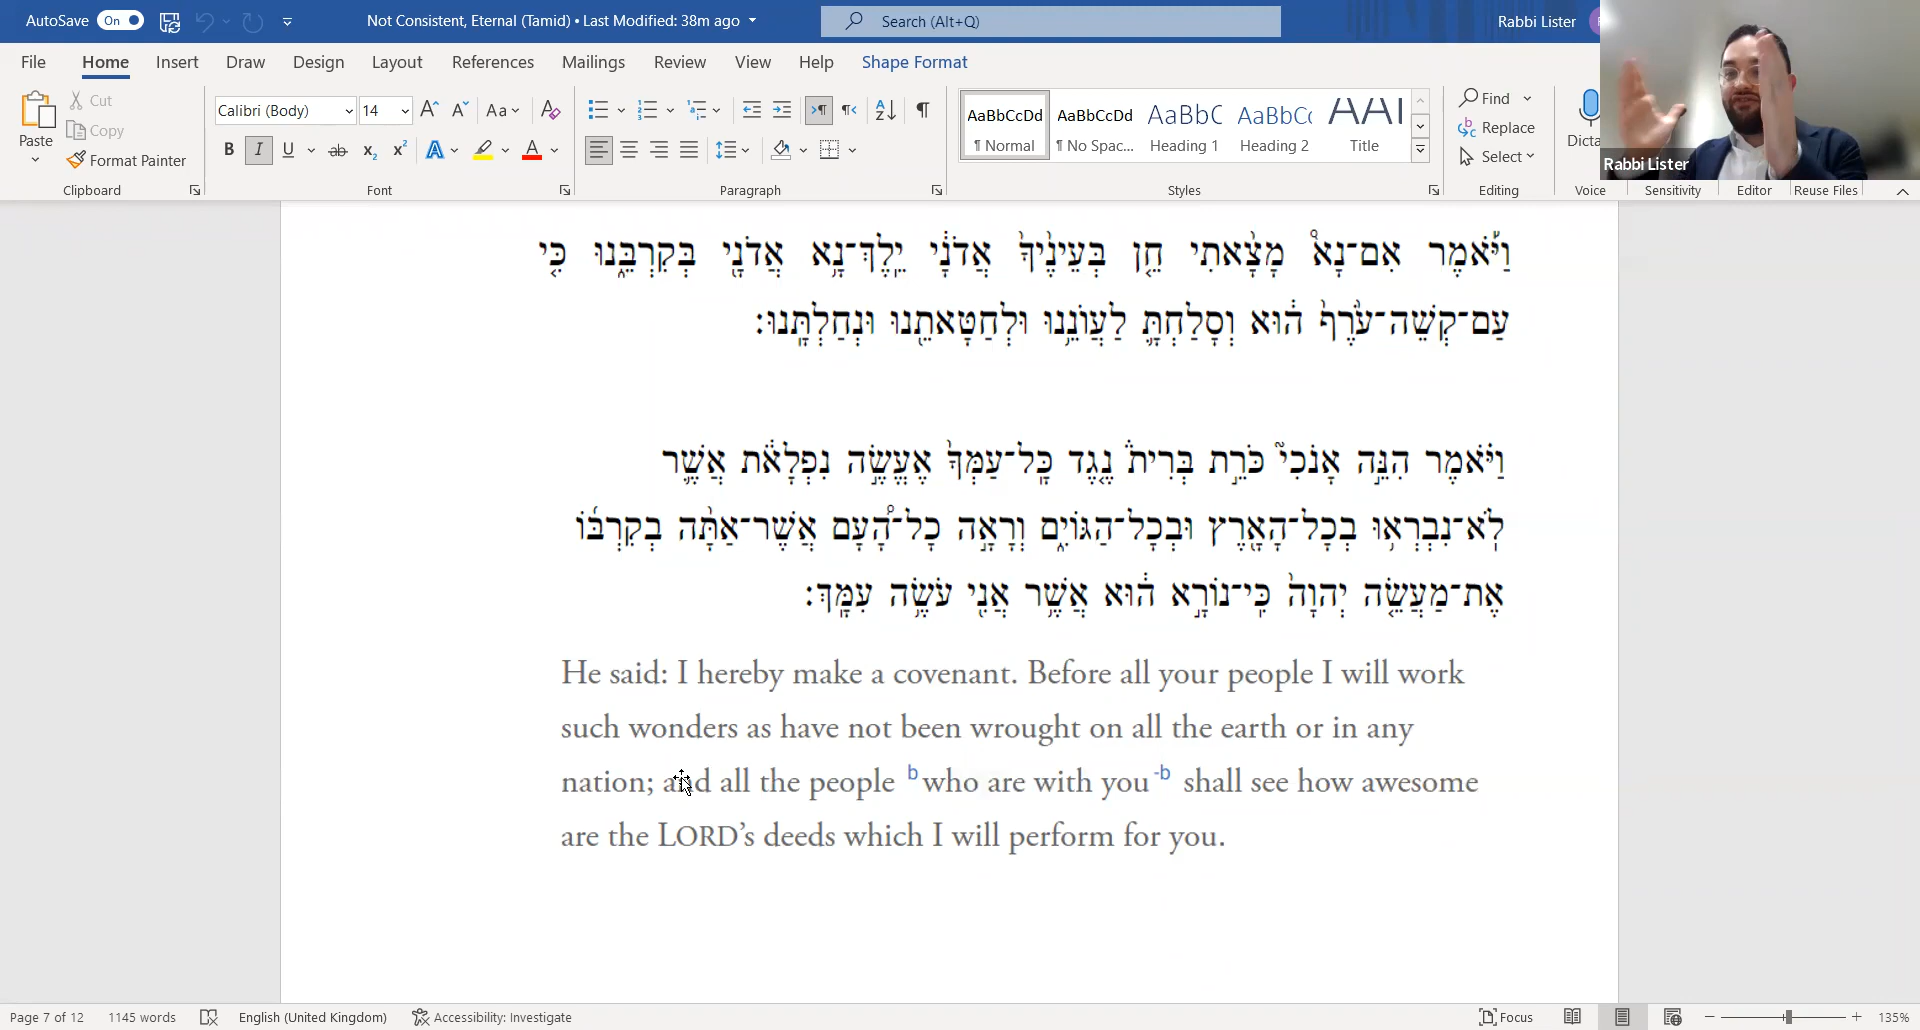 AutoSave On Not Consistent, Eternal (Tamid) • Last Modified: 38m ago Search (Alt+Q) Rabbi Lister
File Home Insert Draw Design Layout References Mailings Review View Help Shape Format
Paste Cut Copy Format Painter
Calibri (Body) 14
AaBbCcDd AaBbCcDd AaBbC AaBbCc AAI
¶ Normal ¶ No Spac... Heading 1 Heading 2 Title
Find Replace Select
Dicta
Rabbi Lister
Clipboard Font Paragraph Styles Editing Voice Sensitivity Editor Reuse Files
וַיֹּ֡אמֶר אִם־נָא֩ מָצָ֨אתִי חֵ֤ן בְּעֵינֶ֙יךָ֙ אֲדֹנָ֔י יֵֽלֶךְ־נָ֥א אֲדֹנָ֖י בְּקִרְבֵּ֑נוּ כִּ֤י
עַם־קְשֵׁה־עֹ֙רֶף֙ ה֔וּא וְסָלַחְתָּ֛ לַעֲוֺנֵ֥נוּ וּלְחַטָּאתֵ֖נוּ וּנְחַלְתָּֽנוּ׃
וַיֹּ֗אמֶר הִנֵּ֣ה אָנֹכִי֮ כֹּרֵ֣ת בְּרִית֒ נֶ֤גֶד כׇּֽל־עַמְּךָ֙ אֶעֱשֶׂ֣ה נִפְלָאֹ֔ת אֲשֶׁ֛ר
לֹֽא־נִבְרְא֥וּ בְכׇל־הָאָ֖רֶץ וּבְכׇל־הַגּוֹיִ֑ם וְרָאָ֣ה כׇל־הָ֠עָם אֲשֶׁר־אַתָּ֨ה בְקִרְבּ֜וֹ
אֶת־מַעֲשֵׂ֤ה יְהוָה֙ כִּֽי־נוֹרָ֣א ה֔וּא אֲשֶׁ֥ר אֲנִ֖י עֹשֶׂ֥ה עִמָּֽךְ׃
He said: I hereby make a covenant. Before all your people I will work
such wonders as have not been wrought on all the earth or in any
nation; and all the people b who are with you -b shall see how awesome
are the LORD’s deeds which I will perform for you.
Page 7 of 12 1145 words English (United Kingdom) Accessibility: Investigate Focus 135%